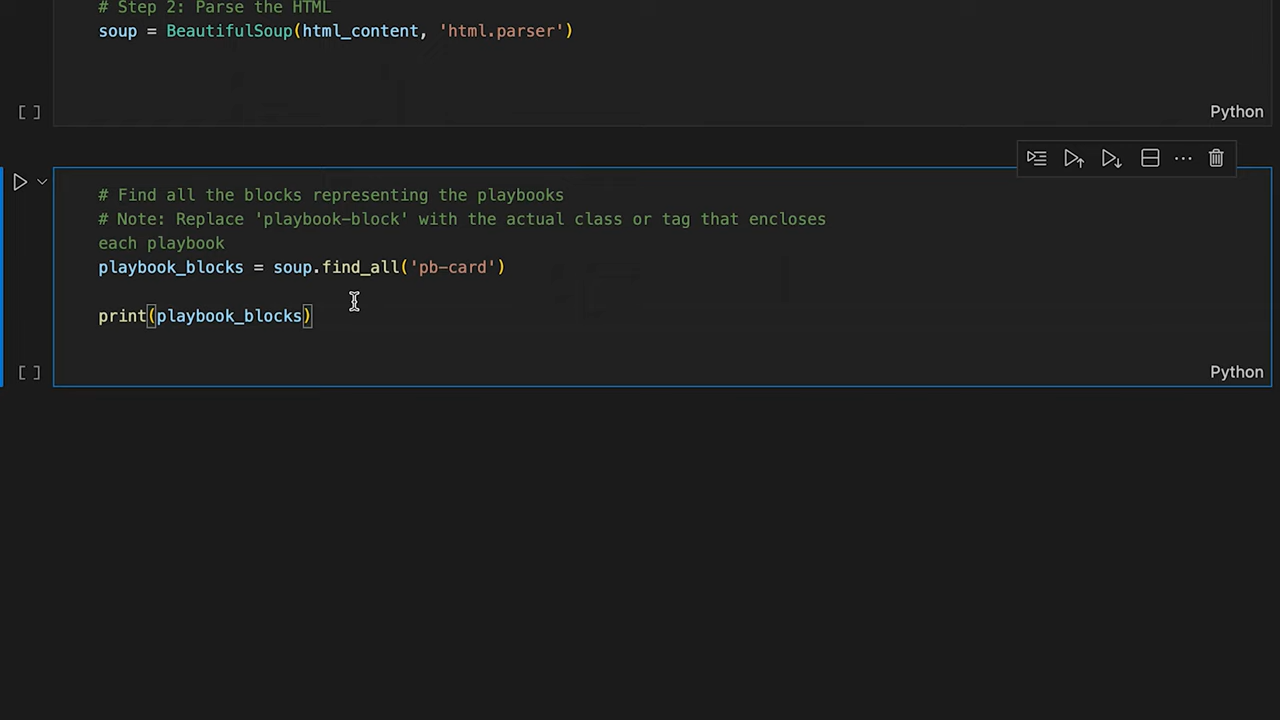 # Step 2: Parse the HTML
soup = BeautifulSoup(html_content, 'html.parser')
[ ]
Python
# Find all the blocks representing the playbooks
# Note: Replace 'playbook-block' with the actual class or tag that encloses
each playbook
playbook_blocks = soup.find_all('pb-card')
print(playbook_blocks)
[ ]
Python